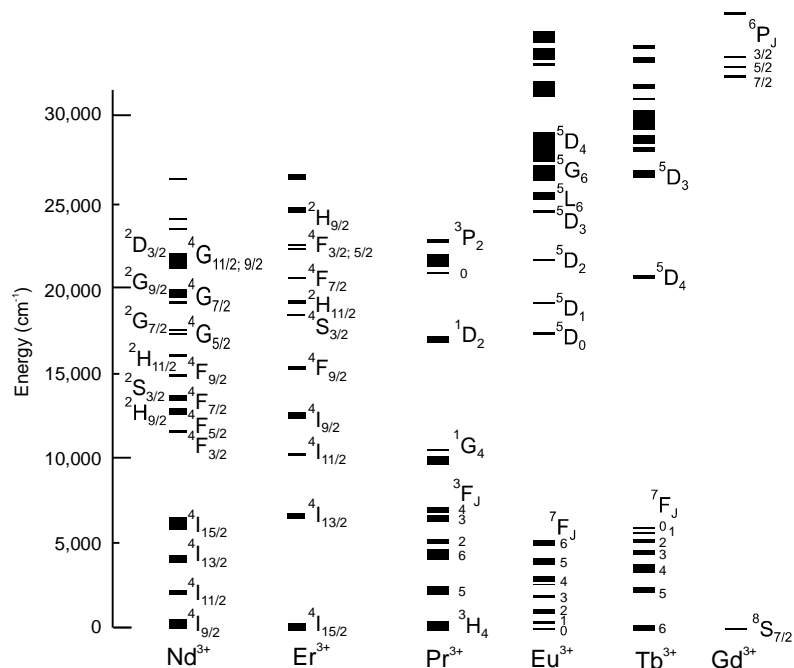 Energy (cm⁻¹)
30,000
25,000
20,000
15,000
10,000
5,000
0
²D₃/₂
⁴G₁₁/₂; ₉/₂
²G₉/₂
⁴G₇/₂
²G₇/₂
⁴G₅/₂
²H₁₁/₂
⁴F₉/₂
²S₃/₂
⁴F₇/₂
²H₉/₂
⁴F₅/₂
⁴F₃/₂
⁴I₁₅/₂
⁴I₁₃/₂
⁴I₁₁/₂
⁴I₉/₂
Nd³⁺
²H₉/₂
⁴F₃/₂; ₅/₂
⁴F₇/₂
²H₁₁/₂
⁴S₃/₂
⁴F₉/₂
⁴I₉/₂
⁴I₁₁/₂
⁴I₁₃/₂
⁴I₁₅/₂
Er³⁺
³P₂
0
¹D₂
¹G₄
³F_J
4
3
2
6
5
³H₄
Pr³⁺
⁵D₄
⁵G₆
⁵L₆
⁵D₃
⁵D₂
⁵D₁
⁵D₀
⁷F_J
6
5
4
3
2
1
0
Eu³⁺
⁵D₃
⁵D₄
⁷F_J
0 1
2
3
4
5
6
Tb³⁺
⁶P_J
3/2
5/2
7/2
⁸S₇/₂
Gd³⁺